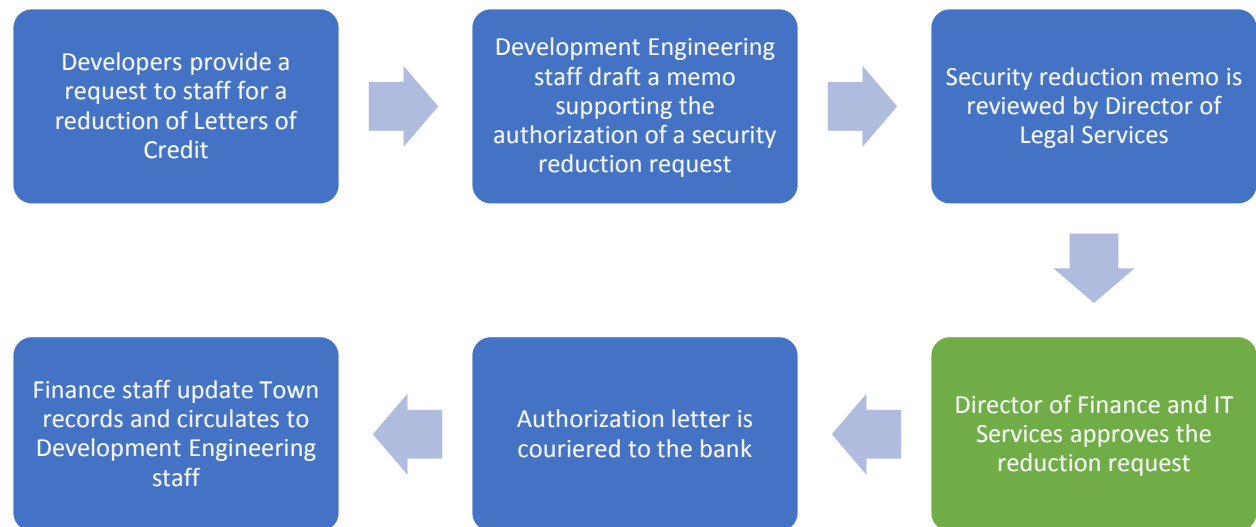 Developers provide a
request to staff for a
reduction of Letters of
Credit
Development Engineering
staff draft a memo
supporting the
authorization of a security
reduction request
Security reduction memo is
reviewed by Director of
Legal Services
Director of Finance and IT
Services approves the
reduction request
Authorization letter is
couriered to the bank
Finance staff update Town
records and circulates to
Development Engineering
staff